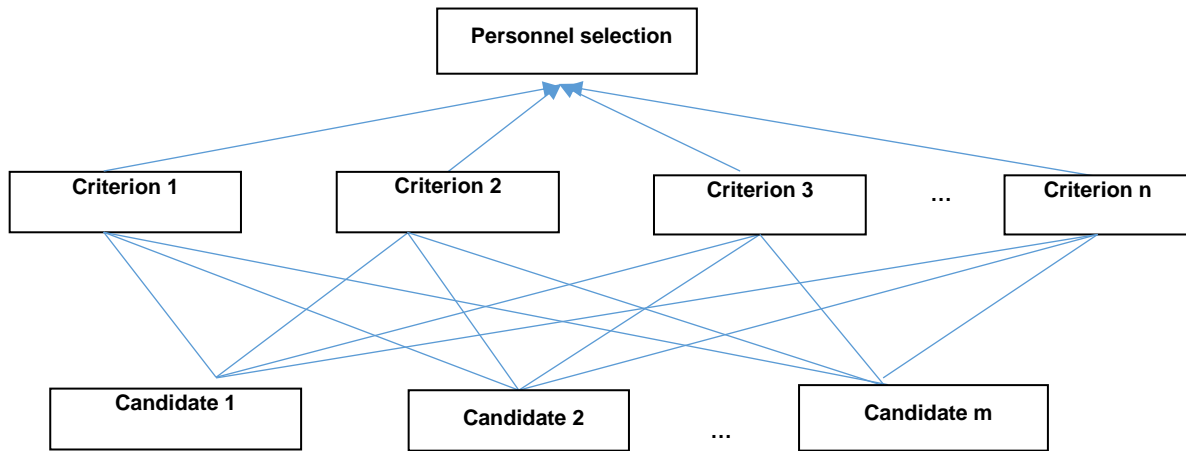 Personnel selection
Criterion 1
Criterion 2
Criterion 3
...
Criterion n
Candidate 1
Candidate 2
...
Candidate m